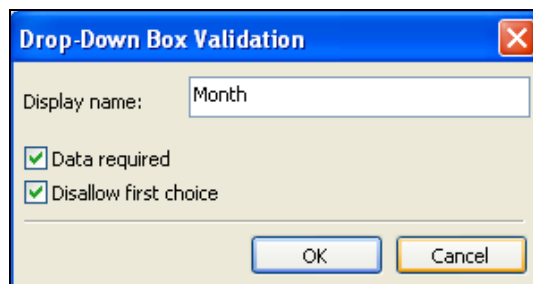 Drop-Down Box Validation
Display name: Month
Data required
Disallow first choice
OK Cancel